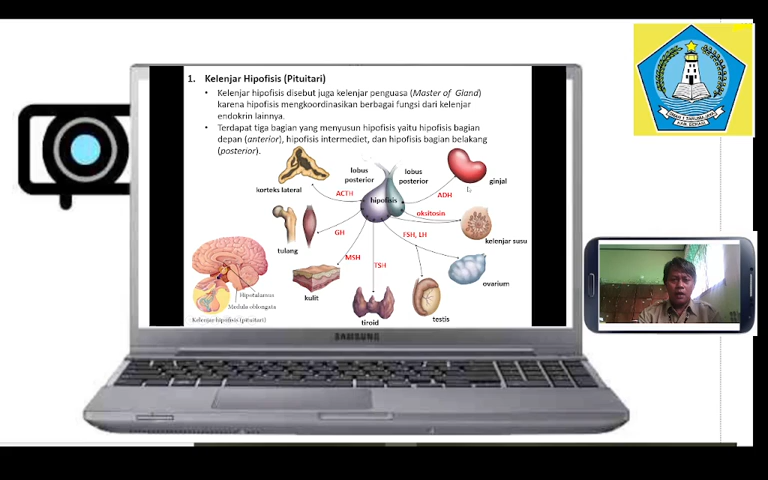 1. Kelenjar Hipofisis (Pituitari)
• Kelenjar hipofisis disebut juga kelenjar penguasa (Master of Gland)
karena hipofisis mengkoordinasikan berbagai fungsi dari kelenjar
endokrin lainnya.
• Terdapat tiga bagian yang menyusun hipofisis yaitu hipofisis bagian
depan (anterior), hipofisis intermediet, dan hipofisis bagian belakang
(posterior).
lobus
posterior
lobus
posterior
korteks lateral
ACTH
ADH
ginjal
hipofisis
oksitosin
GH
FSH, LH
kelenjar susu
tulang
MSH
TSH
ovarium
kulit
tiroid
testis
Hipotalamus
Medula oblongata
Kelenjar hipifisis (pituitari)
SAMSUNG